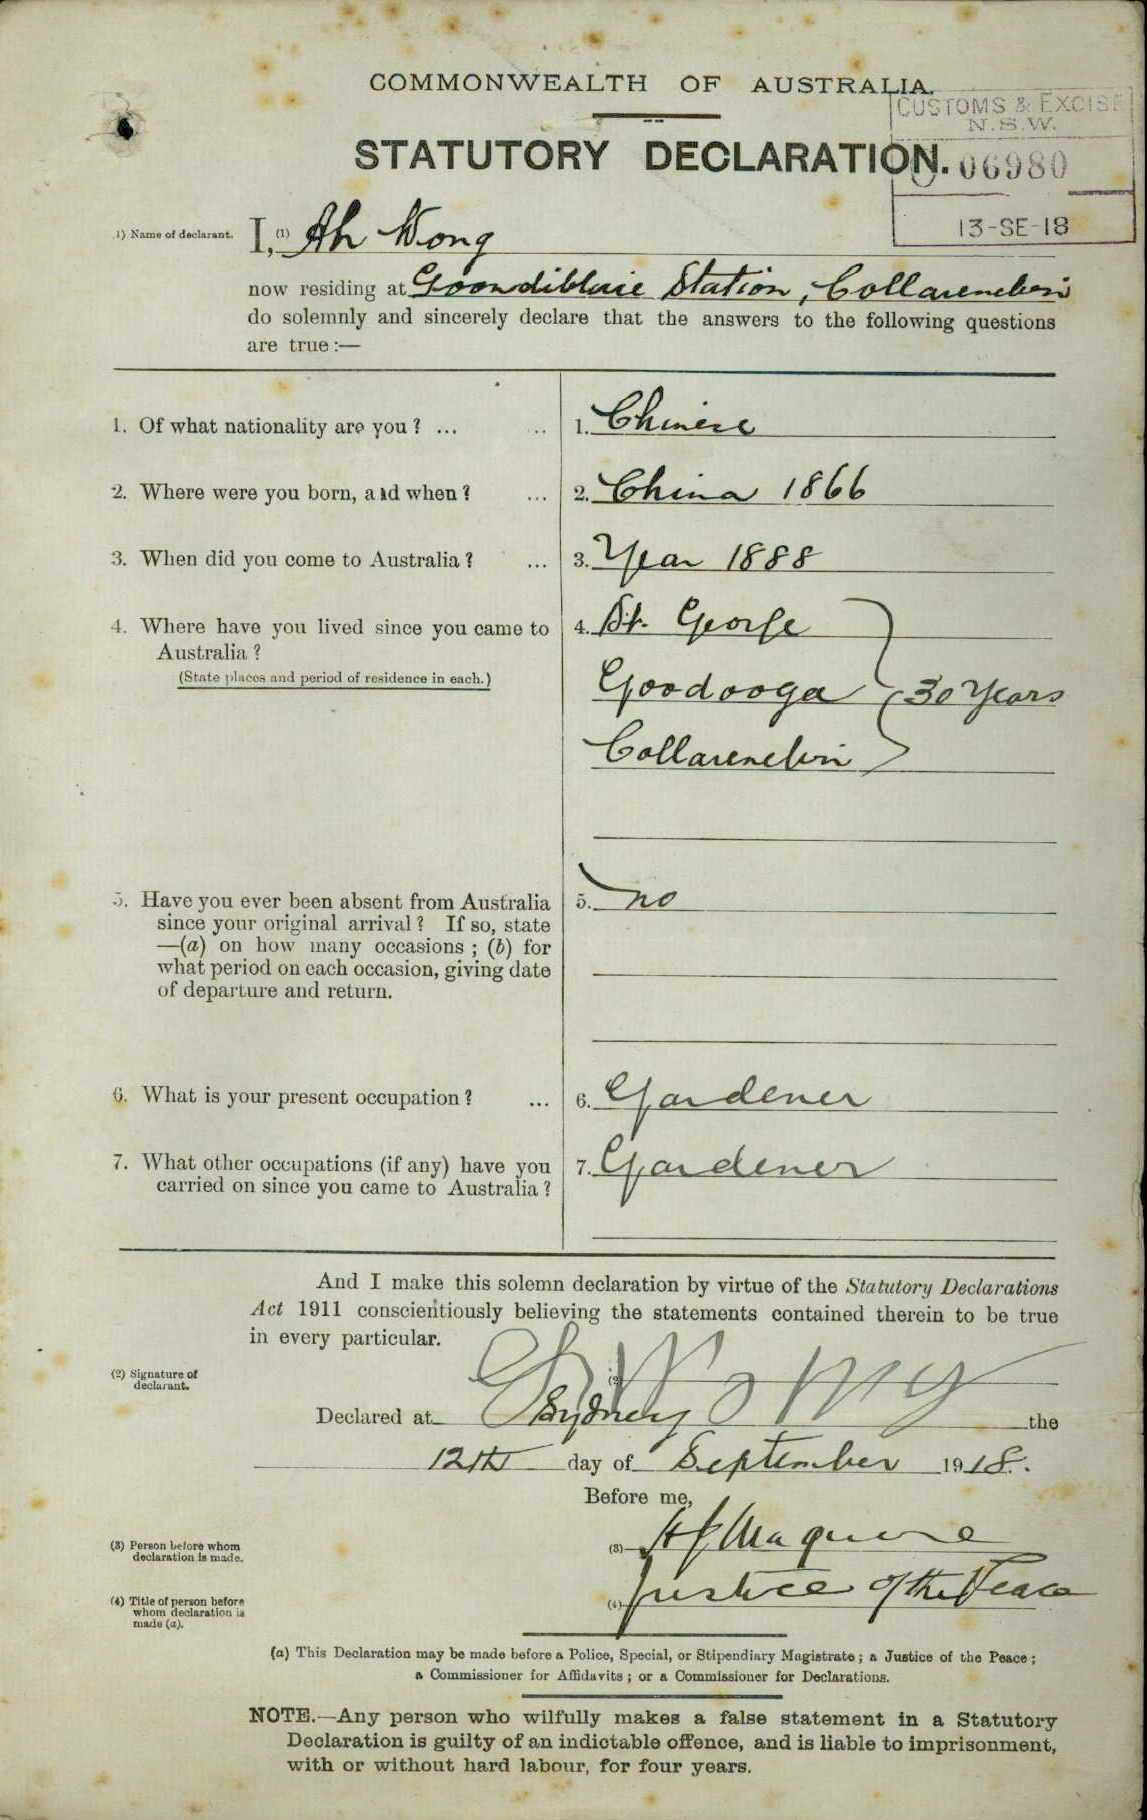 COMMONWEALTH OF AUSTRALIA.
CUSTOMS & EXCISE
N.S.W.
STATUTORY DECLARATION.
06980
13-SE-18
(1) Name of declarant. I, (1) Ah Wong
now residing at Goondiblue Station, Collarenebri
do solemnly and sincerely declare that the answers to the following questions
are true:—
1. Of what nationality are you? ... .. 1. Chinese
2. Where were you born, and when? ... 2. China 1866
3. When did you come to Australia? ... 3. Year 1888
4. Where have you lived since you came to 4. St. George
Australia?
(State places and period of residence in each.)
Goodooga 30 Years
Collarenebri
5. Have you ever been absent from Australia 5. no
since your original arrival? If so, state
—(a) on how many occasions; (b) for
what period on each occasion, giving date
of departure and return.
6. What is your present occupation? ... 6. Gardener
7. What other occupations (if any) have you 7. Gardener
carried on since you came to Australia?
And I make this solemn declaration by virtue of the Statutory Declarations
Act 1911 conscientiously believing the statements contained therein to be true
in every particular.
(2) Signature of
declarant.
(2) Wong
Declared at Sydney the
12th day of September 1918.
Before me,
(3) Person before whom
declaration is made.
(3)
(4) Title of person before
whom declaration is
made (a).
(4) Justice of the Peace
(a) This Declaration may be made before a Police, Special, or Stipendiary Magistrate; a Justice of the Peace;
a Commissioner for Affidavits; or a Commissioner for Declarations.
NOTE.—Any person who wilfully makes a false statement in a Statutory
Declaration is guilty of an indictable offence, and is liable to imprisonment,
with or without hard labour, for four years.